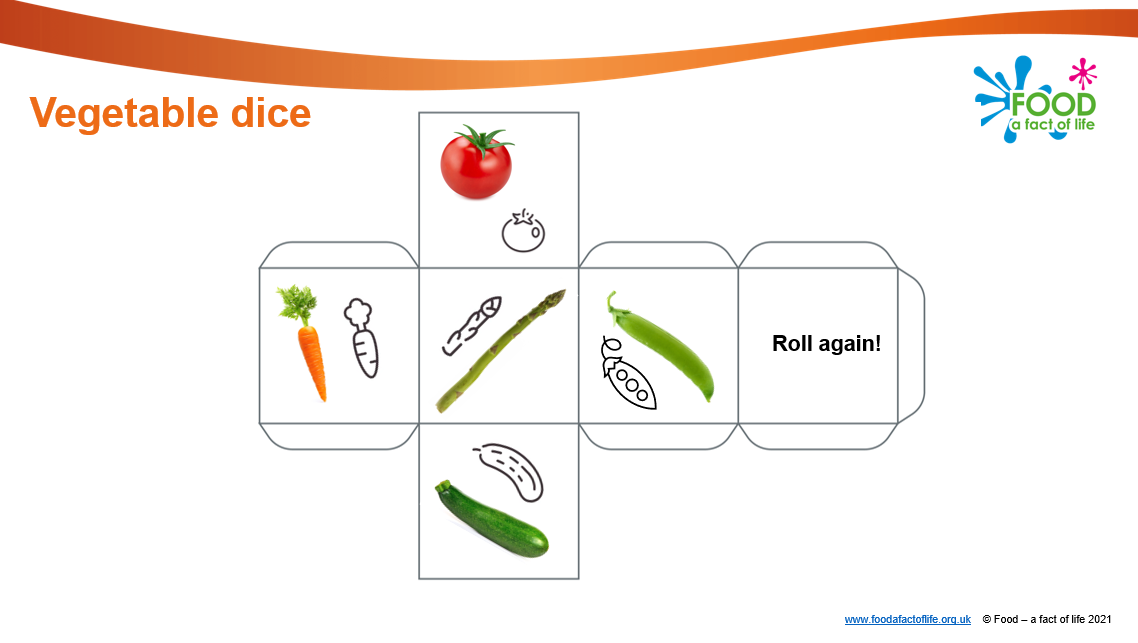 Vegetable dice
FOOD
a fact of life
Roll again!
www.foodafactoflife.org.uk © Food – a fact of life 2021